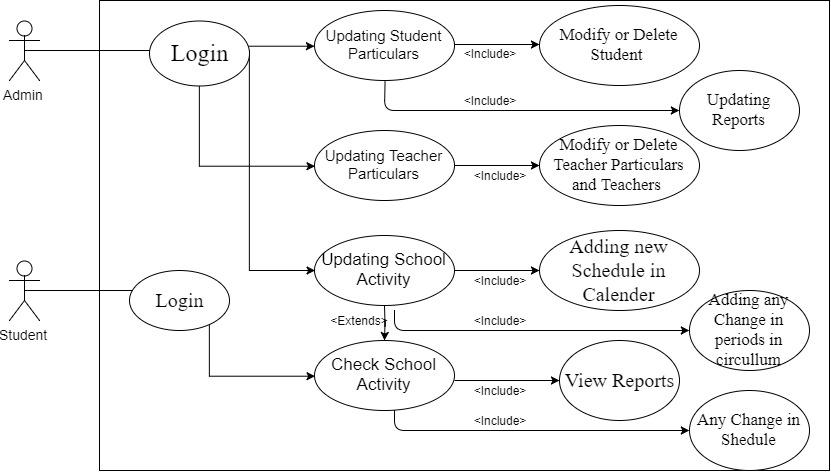 Admin
Login
Updating Student
Particulars
<Include>
Modify or Delete
Student
<Include>
Updating
Reports
Updating Teacher
Particulars
<Include>
Modify or Delete
Teacher Particulars
and Teachers
Student
Login
Updating School
Activity
<Include>
Adding new
Schedule in
Calender
<Extends>
<Include>
Adding any
Change in
periods in
circullum
Check School
Activity
<Include>
View Reports
<Include>
Any Change in
Shedule